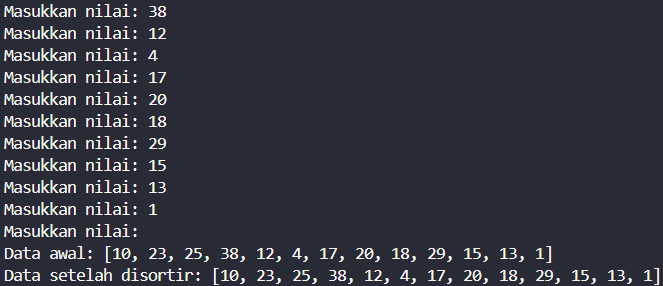 Masukkan nilai: 38
Masukkan nilai: 12
Masukkan nilai: 4
Masukkan nilai: 17
Masukkan nilai: 20
Masukkan nilai: 18
Masukkan nilai: 29
Masukkan nilai: 15
Masukkan nilai: 13
Masukkan nilai: 1
Masukkan nilai:
Data awal: [10, 23, 25, 38, 12, 4, 17, 20, 18, 29, 15, 13, 1]
Data setelah disortir: [10, 23, 25, 38, 12, 4, 17, 20, 18, 29, 15, 13, 1]